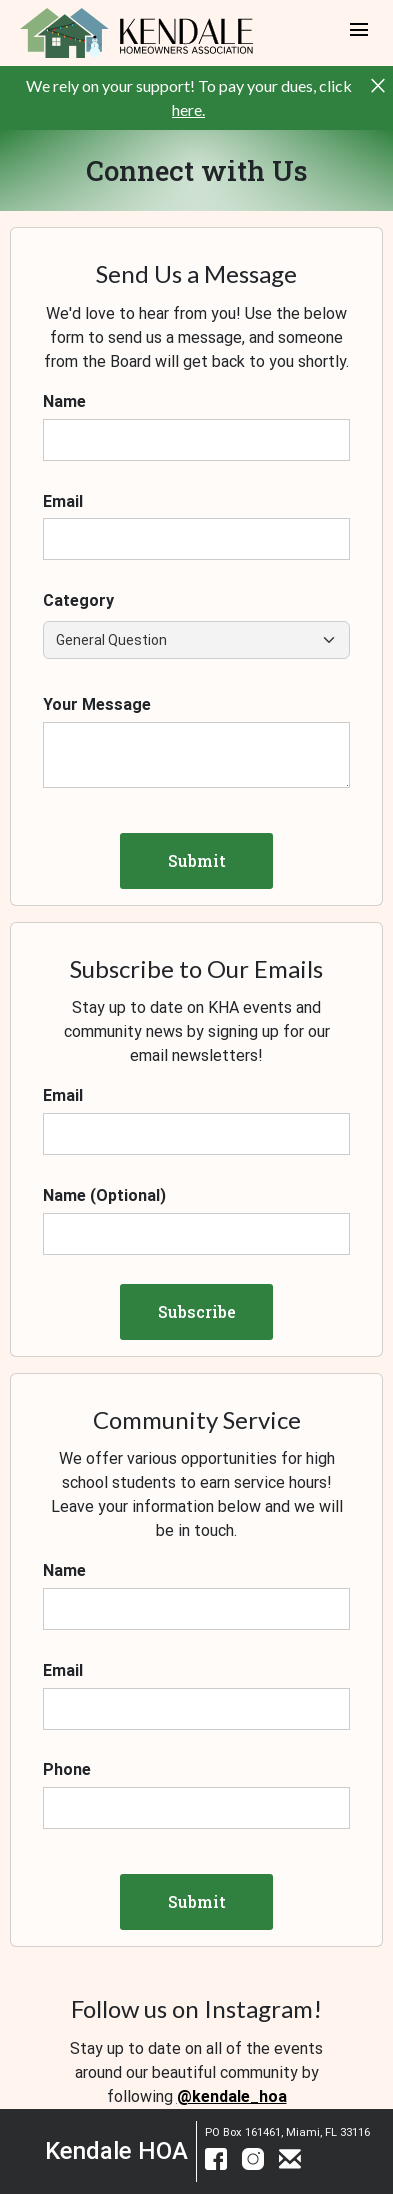 KENDALE
HOMEOWNERS ASSOCIATION
We rely on your support! To pay your dues, click
here.
Connect with Us
Send Us a Message
We'd love to hear from you! Use the below
form to send us a message, and someone
from the Board will get back to you shortly.
Name
Email
Category
General Question
Your Message
Submit
Subscribe to Our Emails
Stay up to date on KHA events and
community news by signing up for our
email newsletters!
Email
Name (Optional)
Subscribe
Community Service
We offer various opportunities for high
school students to earn service hours!
Leave your information below and we will
be in touch.
Name
Email
Phone
Submit
Follow us on Instagram!
Stay up to date on all of the events
around our beautiful community by
following @kendale_hoa
Kendale HOA
PO Box 161461, Miami, FL 33116